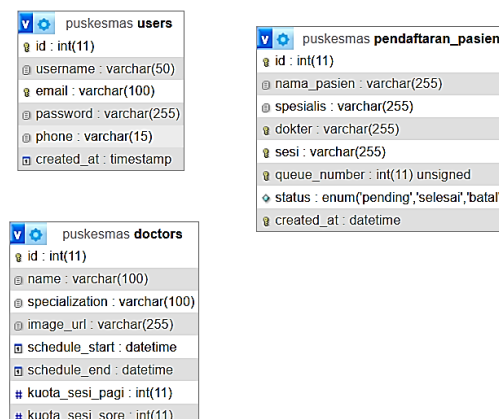 puskesmas users
id : int(11)
username : varchar(50)
email : varchar(100)
password : varchar(255)
phone : varchar(15)
created_at : timestamp
puskesmas pendaftaran_pasien
id : int(11)
nama_pasien : varchar(255)
spesialis : varchar(255)
dokter : varchar(255)
sesi : varchar(255)
queue_number : int(11) unsigned
status : enum('pending','selesai','batal'
created_at : datetime
puskesmas doctors
id : int(11)
name : varchar(100)
specialization : varchar(100)
image_url : varchar(255)
schedule_start : datetime
schedule_end : datetime
# kuota_sesi_pagi : int(11)
# kuota_sesi_sore : int(11)